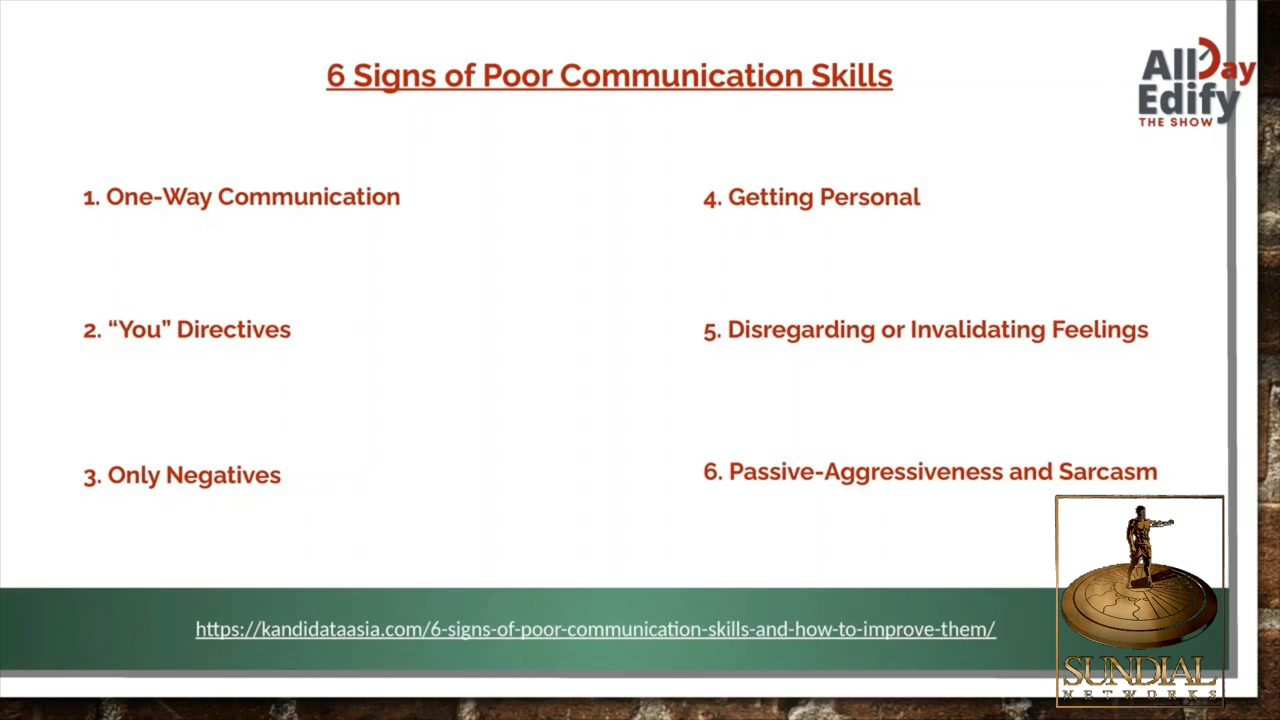 6 Signs of Poor Communication Skills
All Day
Edify
THE SHOW
1. One-Way Communication
2. “You” Directives
3. Only Negatives
4. Getting Personal
5. Disregarding or Invalidating Feelings
6. Passive-Aggressiveness and Sarcasm
https://kandidataasia.com/6-signs-of-poor-communication-skills-and-how-to-improve-them/
SUNDIAL
NETWORKS